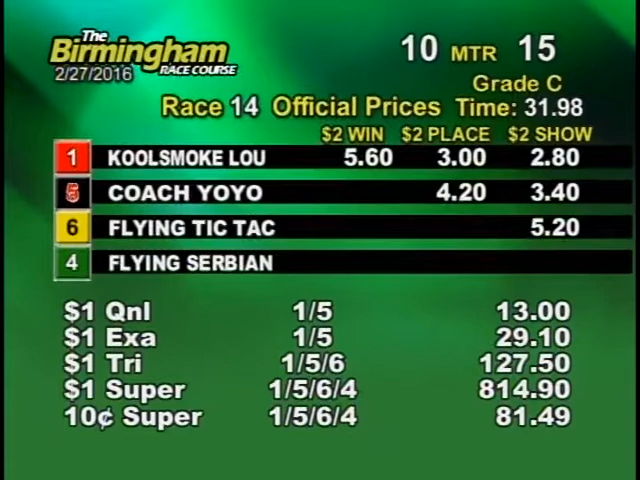 The
Birmingham
RACE COURSE
2/27/2016
10 MTR 15
Grade C
Race 14 Official Prices Time: 31.98
$2 WIN $2 PLACE $2 SHOW
1 KOOLSMOKE LOU 5.60 3.00 2.80
5 COACH YOYO 4.20 3.40
6 FLYING TIC TAC 5.20
4 FLYING SERBIAN
$1 Qnl 1/5 13.00
$1 Exa 1/5 29.10
$1 Tri 1/5/6 127.50
$1 Super 1/5/6/4 814.90
10¢ Super 1/5/6/4 81.49